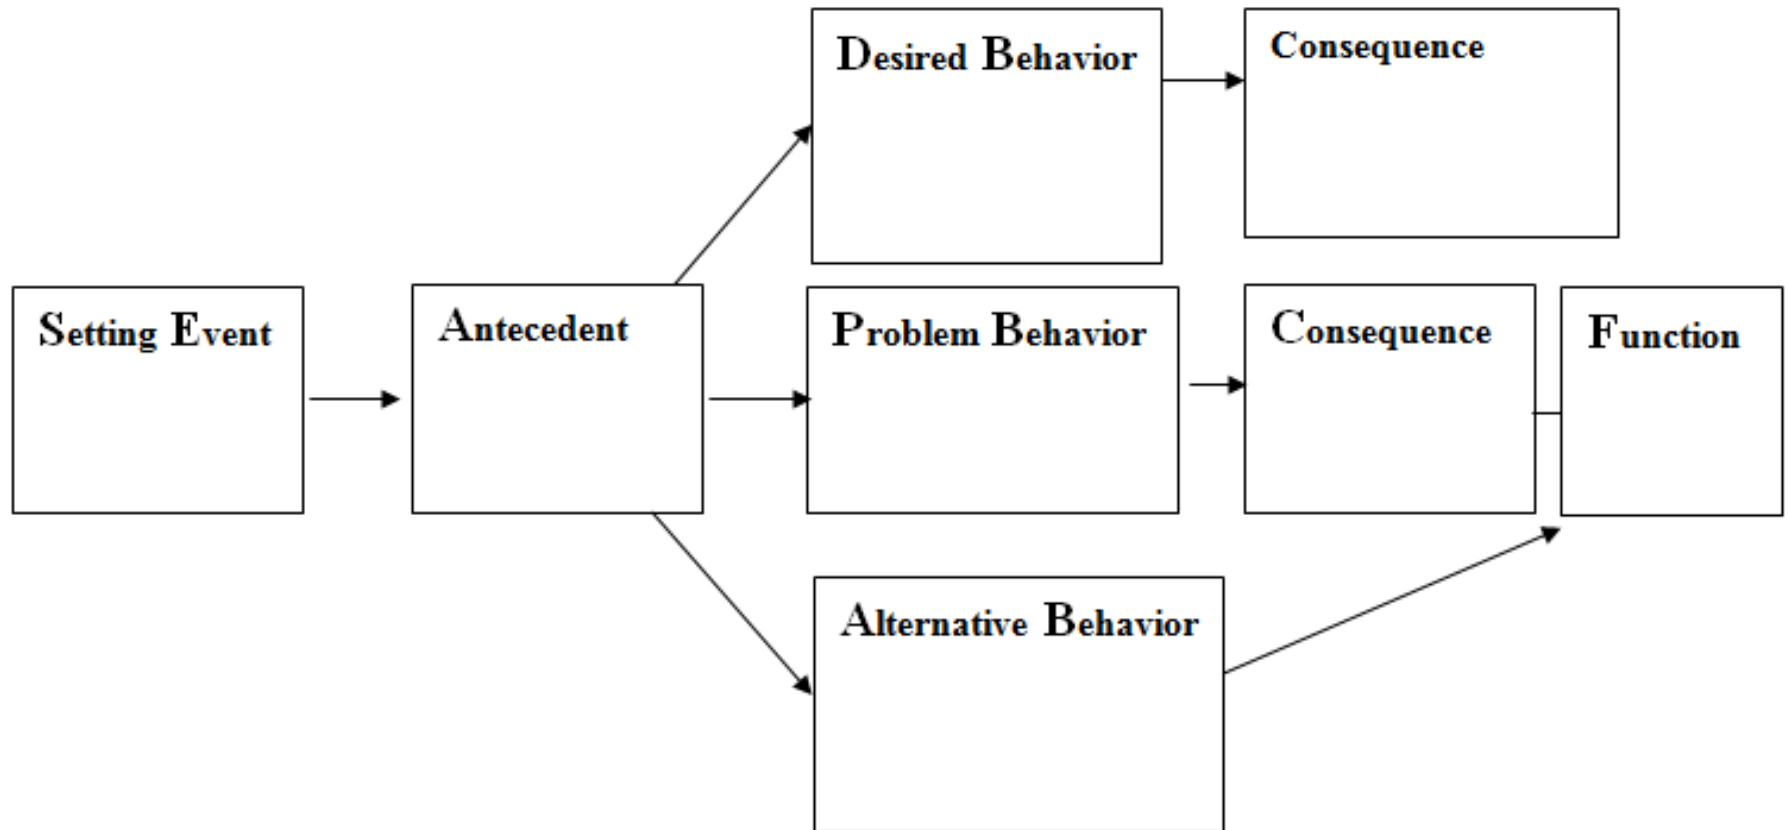 Desired Behavior
Consequence
Setting Event
Antecedent
Problem Behavior
Consequence
Function
Alternative Behavior